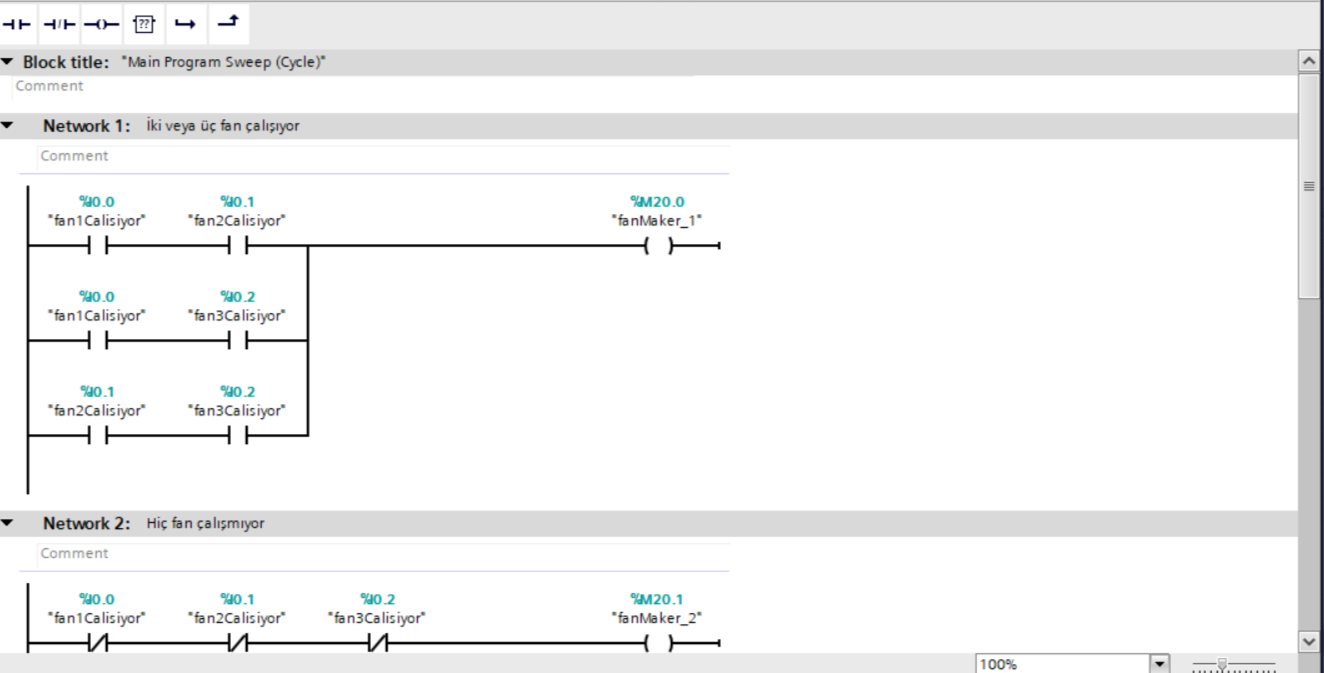 ??
Block title: "Main Program Sweep (Cycle)"
Comment
Network 1: İki veya üç fan çalışıyor
Comment
%I0.0 %I0.1 %M20.0
"fan1Calisiyor" "fan2Calisiyor" "fanMaker_1"
%I0.0 %I0.2
"fan1Calisiyor" "fan3Calisiyor"
%I0.1 %I0.2
"fan2Calisiyor" "fan3Calisiyor"
Network 2: Hiç fan çalışmıyor
Comment
%I0.0 %I0.1 %I0.2 %M20.1
"fan1Calisiyor" "fan2Calisiyor" "fan3Calisiyor" "fanMaker_2"
100%